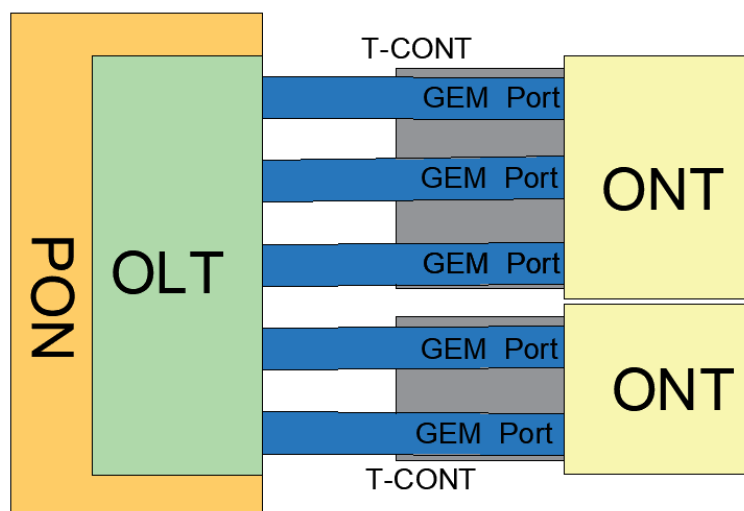 T-CONT
GEM Port
GEM Port
ONT
PON
OLT
GEM Port
GEM Port
ONT
GEM Port
T-CONT